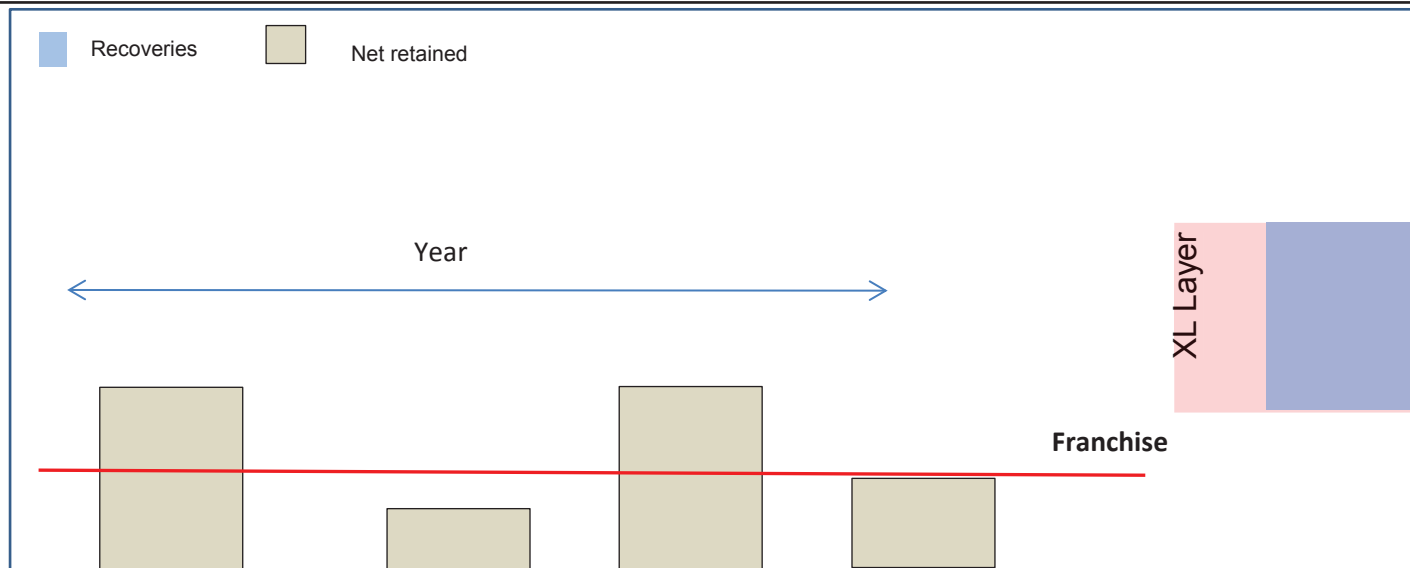 Recoveries
Net retained
Year
XL Layer
Franchise